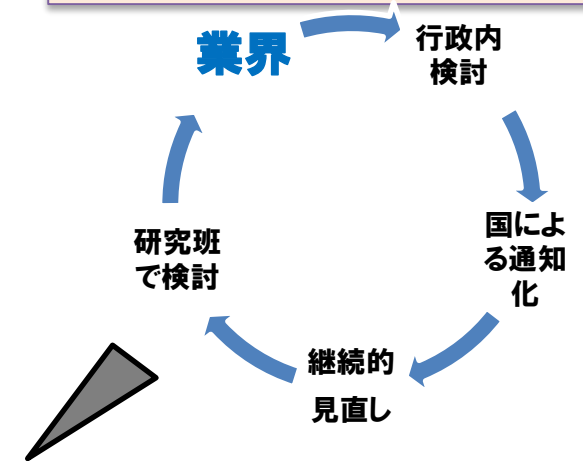 業界
行政内
検討
国によ
る通知
化
継続的
見直し
研究班
で検討